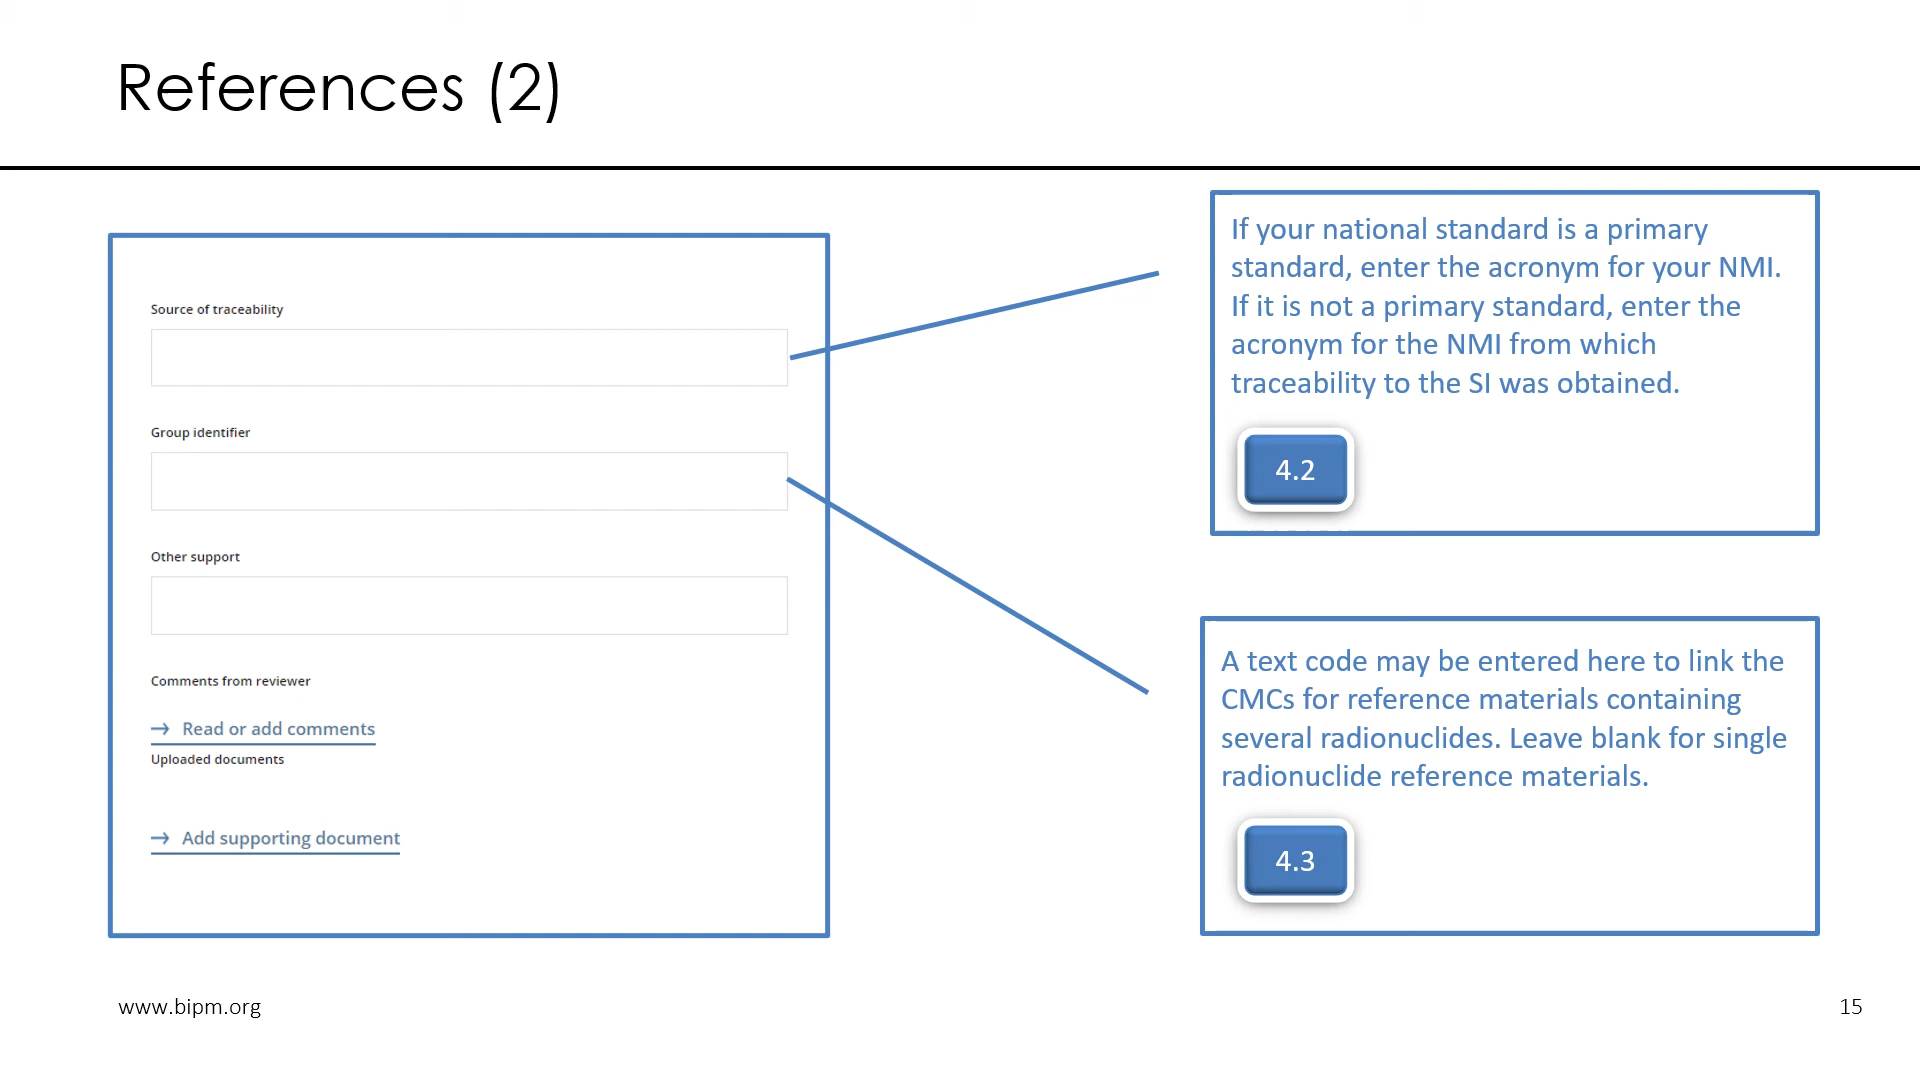 References (2)
Source of traceability
Group identifier
Other support
Comments from reviewer
→ Read or add comments
Uploaded documents
→ Add supporting document
If your national standard is a primary
standard, enter the acronym for your NMI.
If it is not a primary standard, enter the
acronym for the NMI from which
traceability to the SI was obtained.
4.2
A text code may be entered here to link the
CMCs for reference materials containing
several radionuclides. Leave blank for single
radionuclide reference materials.
4.3
www.bipm.org
15